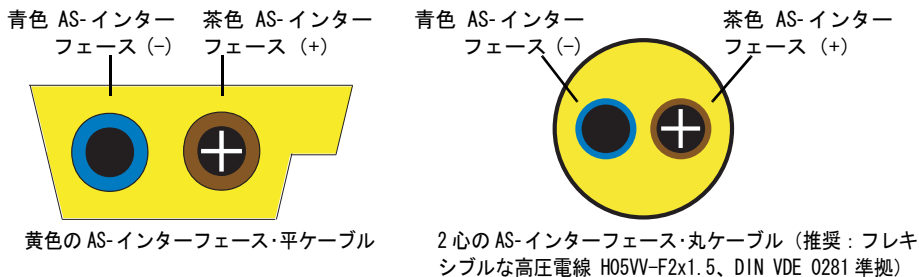 青色 AS-インター
フェース (-)
茶色 AS-インター
フェース (+)
青色 AS-インター
フェース (-)
茶色 AS-インター
フェース (+)
黄色の AS-インターフェース・平ケーブル
2 心の AS-インターフェース・丸ケーブル (推奨:フレキ
シブルな高圧電線 H05VV-F2x1.5、DIN VDE 0281 準拠)